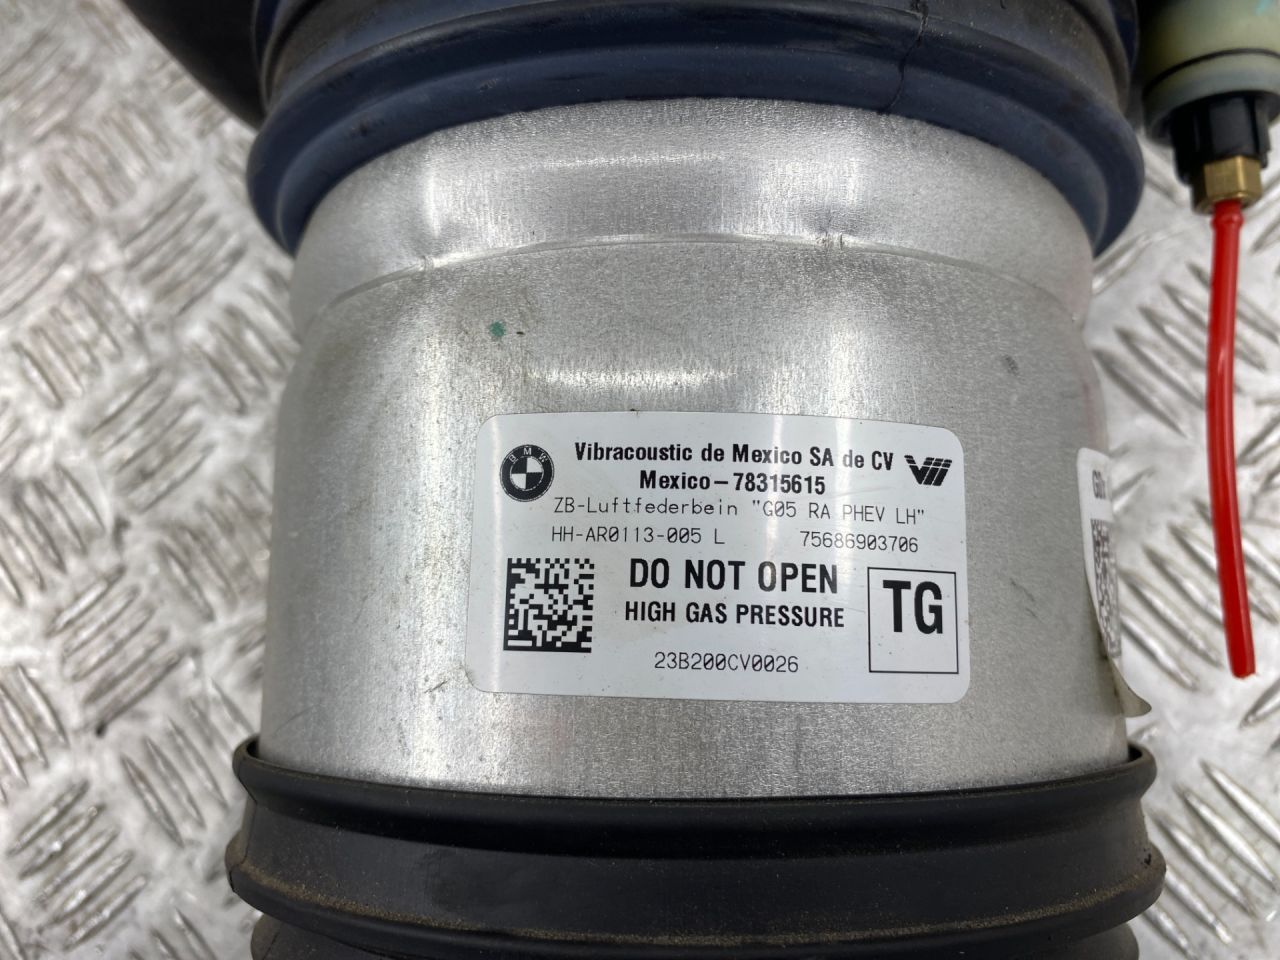 BMW
Vibracoustic de Mexico SA de CV
Mexico-78315615
ZB-Luftfederbein "G05 RA PHEV LH"
HH-AR0113-005 L 75686903706
DO NOT OPEN
HIGH GAS PRESSURE
TG
23B200CV0026